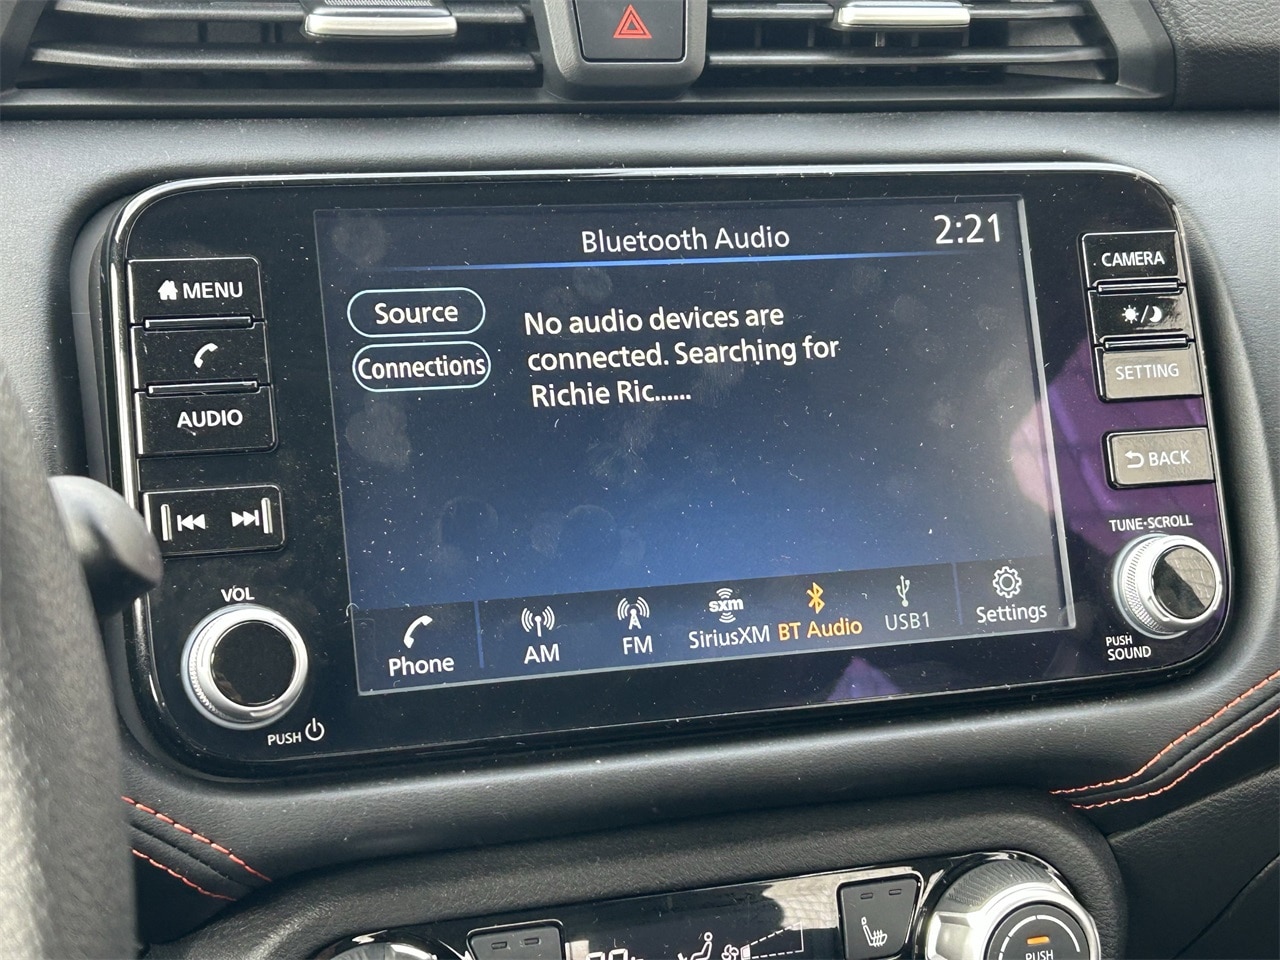 Bluetooth Audio
2:21
MENU
AUDIO
VOL
PUSH
Source
Connections
No audio devices are
connected. Searching for
Richie Ric......
Phone
AM
FM
sxm
SiriusXM
BT Audio
USB1
Settings
CAMERA
SETTING
BACK
TUNE·SCROLL
PUSH
SOUND
PUSH